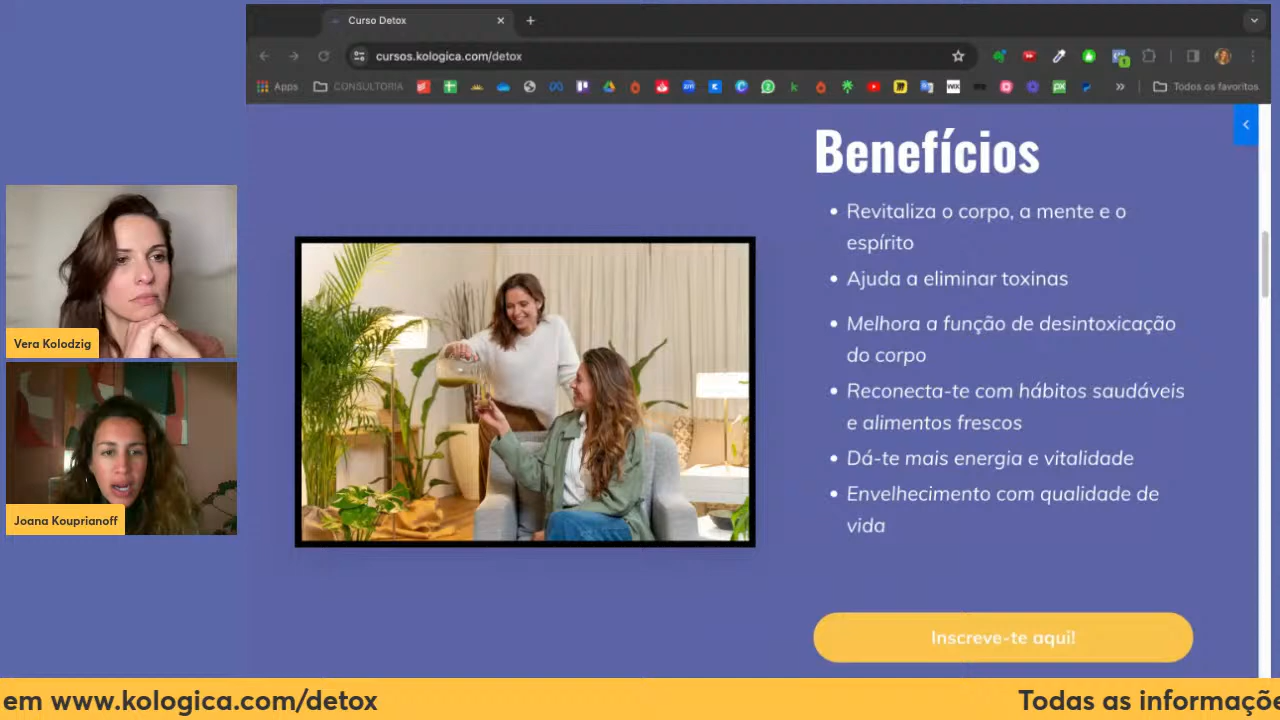 Curso Detox
cursos.kologica.com/detox
Apps
CONSULTORIA
Todos os favoritos
Benefícios
Revitaliza o corpo, a mente e o
espírito
Ajuda a eliminar toxinas
Melhora a função de desintoxicação
do corpo
Reconecta-te com hábitos saudáveis
e alimentos frescos
Dá-te mais energia e vitalidade
Envelhecimento com qualidade de
vida
Inscreve-te aqui!
Vera Kolodzig
Joana Kouprianoff
em www.kologica.com/detox
Todas as informaçõe